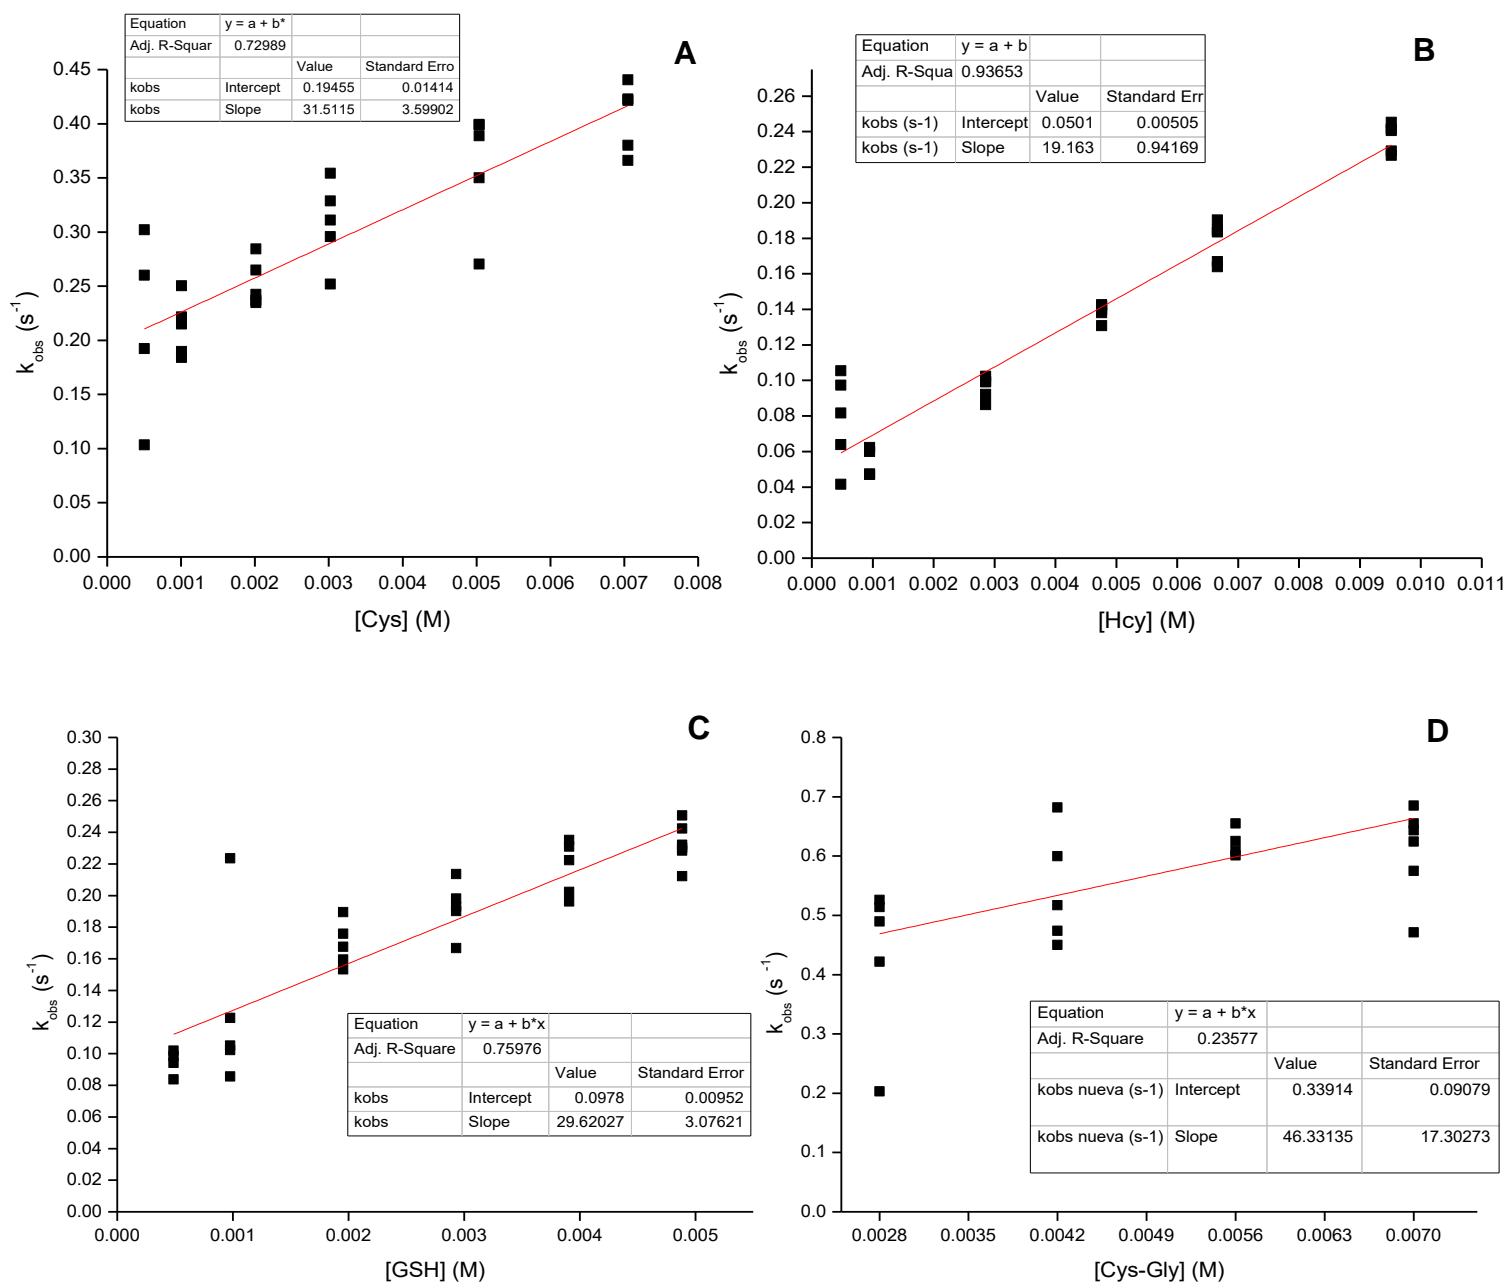 A
Equation y = a + b*
Adj. R-Squar 0.72989
Value Standard Erro
kobs Intercept 0.19455 0.01414
kobs Slope 31.5115 3.59902
0.45
0.40
0.35
0.30
0.25
0.20
0.15
0.10
0.05
0.00
kobs (s-1)
0.000 0.001 0.002 0.003 0.004 0.005 0.006 0.007 0.008
[Cys] (M)
B
Equation y = a + b
Adj. R-Squa 0.93653
Value Standard Err
kobs (s-1) Intercept 0.0501 0.00505
kobs (s-1) Slope 19.163 0.94169
0.26
0.24
0.22
0.20
0.18
0.16
0.14
0.12
0.10
0.08
0.06
0.04
0.02
0.00
kobs (s-1)
0.000 0.001 0.002 0.003 0.004 0.005 0.006 0.007 0.008 0.009 0.010 0.011
[Hcy] (M)
C
0.30
0.28
0.26
0.24
0.22
0.20
0.18
0.16
0.14
0.12
0.10
0.08
0.06
0.04
0.02
0.00
kobs (s-1)
Equation y = a + b*x
Adj. R-Square 0.75976
Value Standard Error
kobs Intercept 0.0978 0.00952
kobs Slope 29.62027 3.07621
0.000 0.001 0.002 0.003 0.004 0.005
[GSH] (M)
D
0.8
0.7
0.6
0.5
0.4
0.3
0.2
0.1
0.0
kobs (s-1)
Equation y = a + b*x
Adj. R-Square 0.23577
Value Standard Error
kobs nueva (s-1) Intercept 0.33914 0.09079
kobs nueva (s-1) Slope 46.33135 17.30273
0.0028 0.0035 0.0042 0.0049 0.0056 0.0063 0.0070
[Cys-Gly] (M)